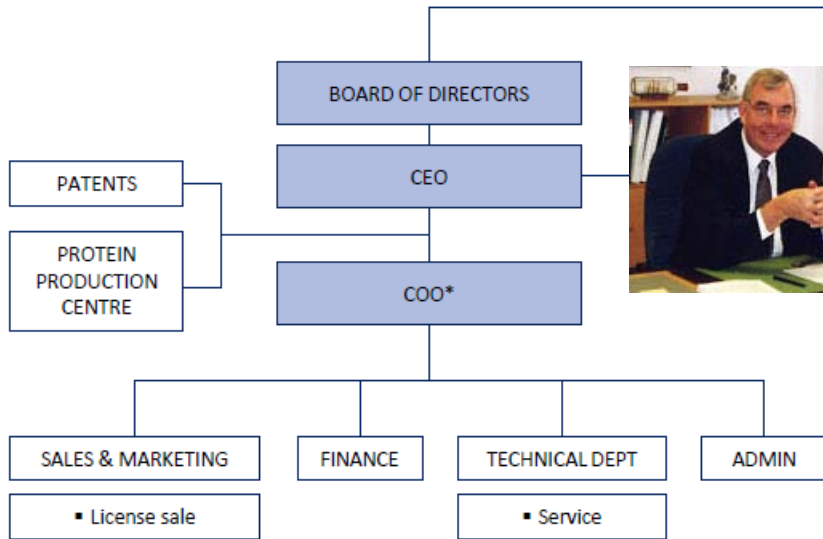 BOARD OF DIRECTORS
CEO
PATENTS
PROTEIN
PRODUCTION
CENTRE
COO*
SALES & MARKETING
FINANCE
TECHNICAL DEPT
ADMIN
▪ License sale
▪ Service